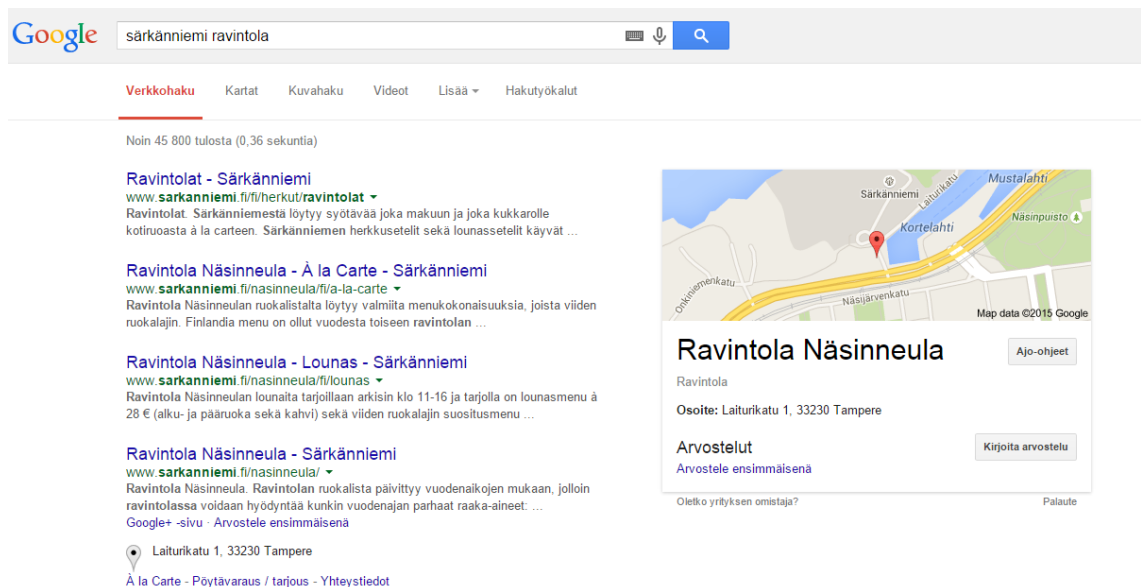 Google
särkänniemi ravintola
Verkkohaku Kartat Kuvahaku Videot Lisää Hakutyökalut
Noin 45 800 tulosta (0,36 sekuntia)
Ravintolat - Särkänniemi
www.sarkanniemi.fi/fi/herkut/ravintolat
Ravintolat. Särkänniemestä löytyy syötävää joka makuun ja joka kukkarolle
kotiruoasta à la carteen. Särkänniemen herkkusetelit sekä lounassetelit käyvät ...
Ravintola Näsinneula - À la Carte - Särkänniemi
www.sarkanniemi.fi/nasinneula/fi/a-la-carte
Ravintola Näsinneulan ruokalistalta löytyy valmiita menukokonaisuuksia, joista viiden
ruokalajin. Finlandia menu on ollut vuodesta toiseen ravintolan ...
Ravintola Näsinneula - Lounas - Särkänniemi
www.sarkanniemi.fi/nasinneula/fi/lounas
Ravintola Näsinneulan lounaita tarjoillaan arkisin klo 11-16 ja tarjolla on lounasmenu á
28 € (alku- ja pääruoka sekä kahvi) sekä viiden ruokalajin suositusmenu ...
Ravintola Näsinneula - Särkänniemi
www.sarkanniemi.fi/nasinneula/
Ravintola Näsinneula. Ravintolan ruokalista päivittyy vuodenaikojen mukaan, jolloin
ravintolassa voidaan hyödyntää kunkin vuodenajan parhaat raaka-aineet: ...
Google+ -sivu · Arvostele ensimmäisenä
Laiturikatu 1, 33230 Tampere
À la Carte - Pöytävaraus / tarjous - Yhteystiedot
Särkänniemi
Laiturikatu
Mustalahti
Näsinpuisto
Kortelahti
Onkiniemenkatu
Näsijärvenkatu
Map data ©2015 Google
Ravintola Näsinneula
Ajo-ohjeet
Ravintola
Osoite: Laiturikatu 1, 33230 Tampere
Arvostelut
Kirjoita arvostelu
Arvostele ensimmäisenä
Oletko yrityksen omistaja?
Palaute